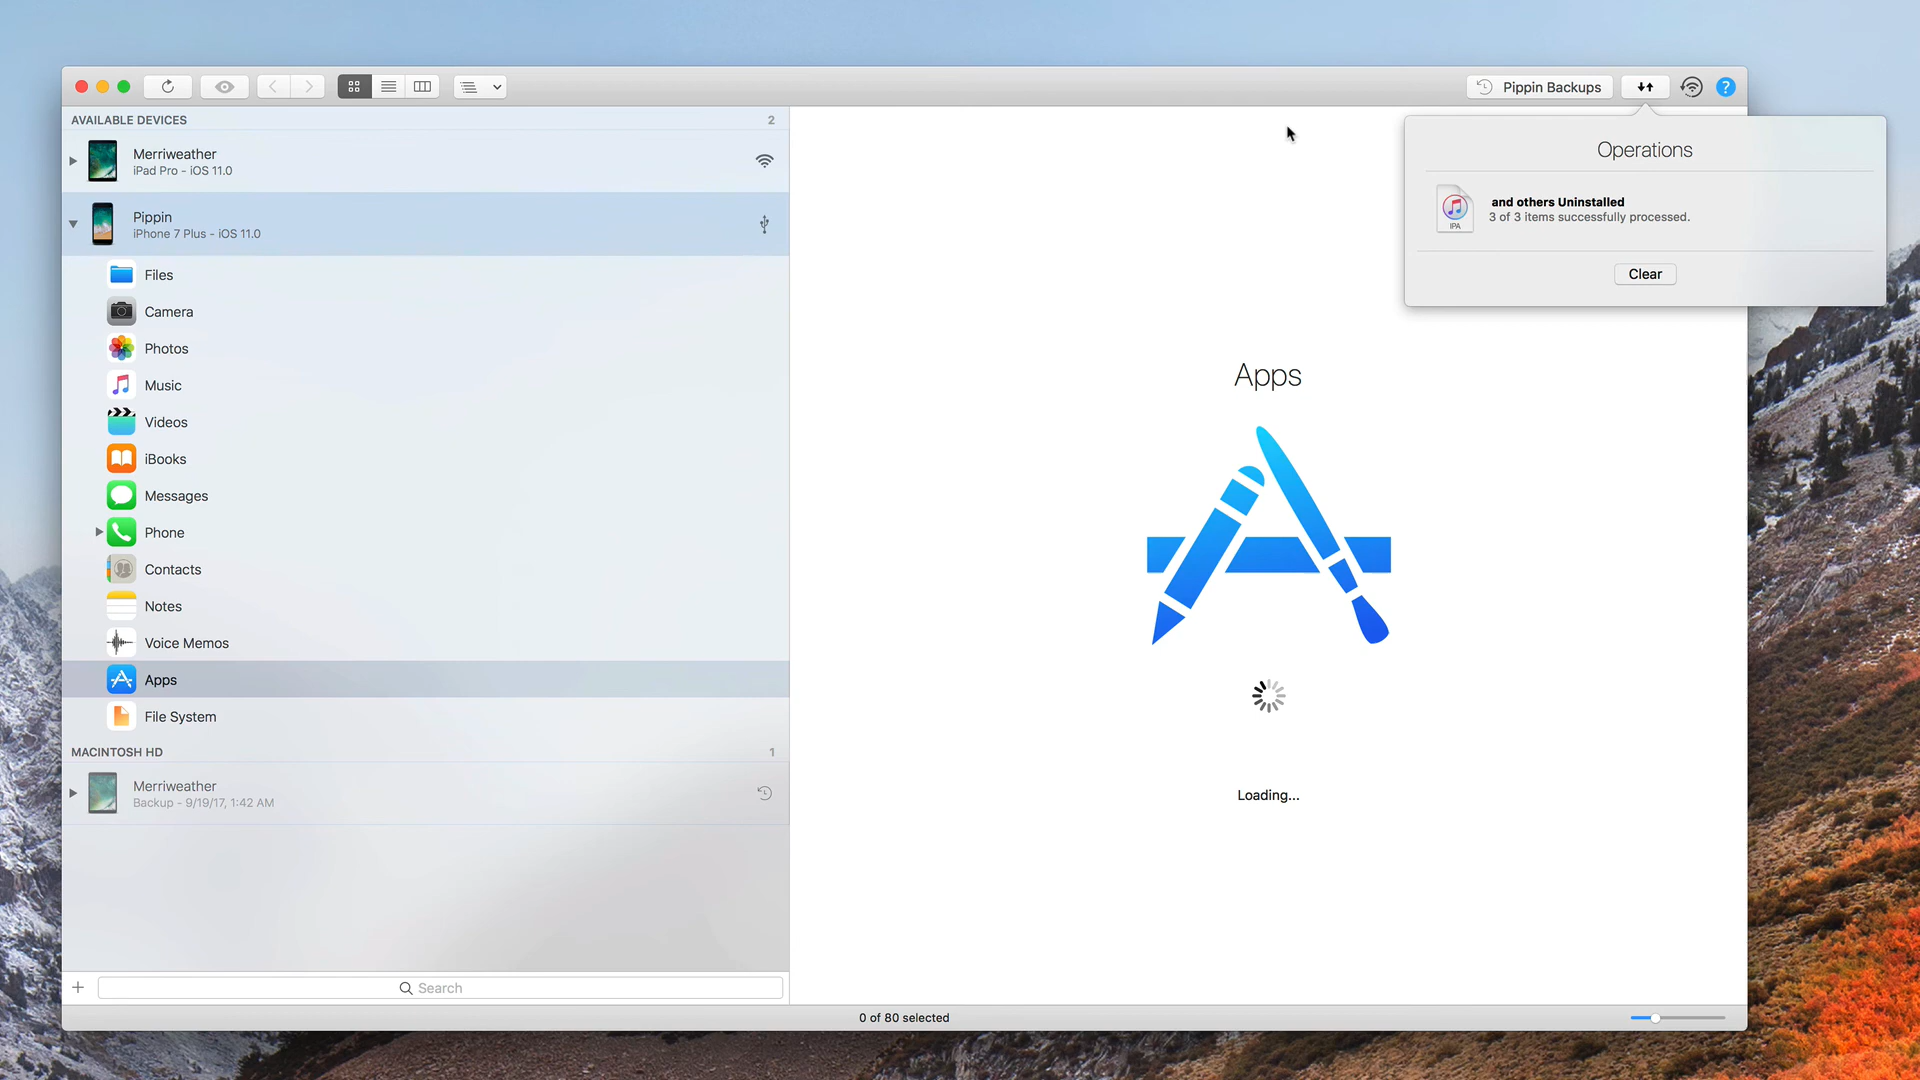 Pippin Backups
?
AVAILABLE DEVICES 2
Merriweather
iPad Pro - iOS 11.0
Pippin
iPhone 7 Plus - iOS 11.0
Files
Camera
Photos
Music
Videos
iBooks
Messages
Phone
Contacts
Notes
Voice Memos
Apps
File System
MACINTOSH HD 1
Merriweather
Backup - 9/19/17, 1:42 AM
Search
Operations
IPA
and others Uninstalled
3 of 3 items successfully processed.
Clear
Apps
Loading...
0 of 80 selected